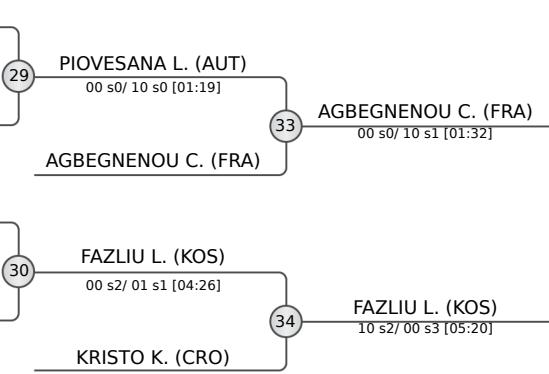 PIOVESANA L. (AUT)
29
00 s0/ 10 s0 [01:19]
AGBEGNENOU C. (FRA)
33
00 s0/ 10 s1 [01:32]
AGBEGNENOU C. (FRA)
FAZLIU L. (KOS)
30
00 s2/ 01 s1 [04:26]
FAZLIU L. (KOS)
34
10 s2/ 00 s3 [05:20]
KRISTO K. (CRO)